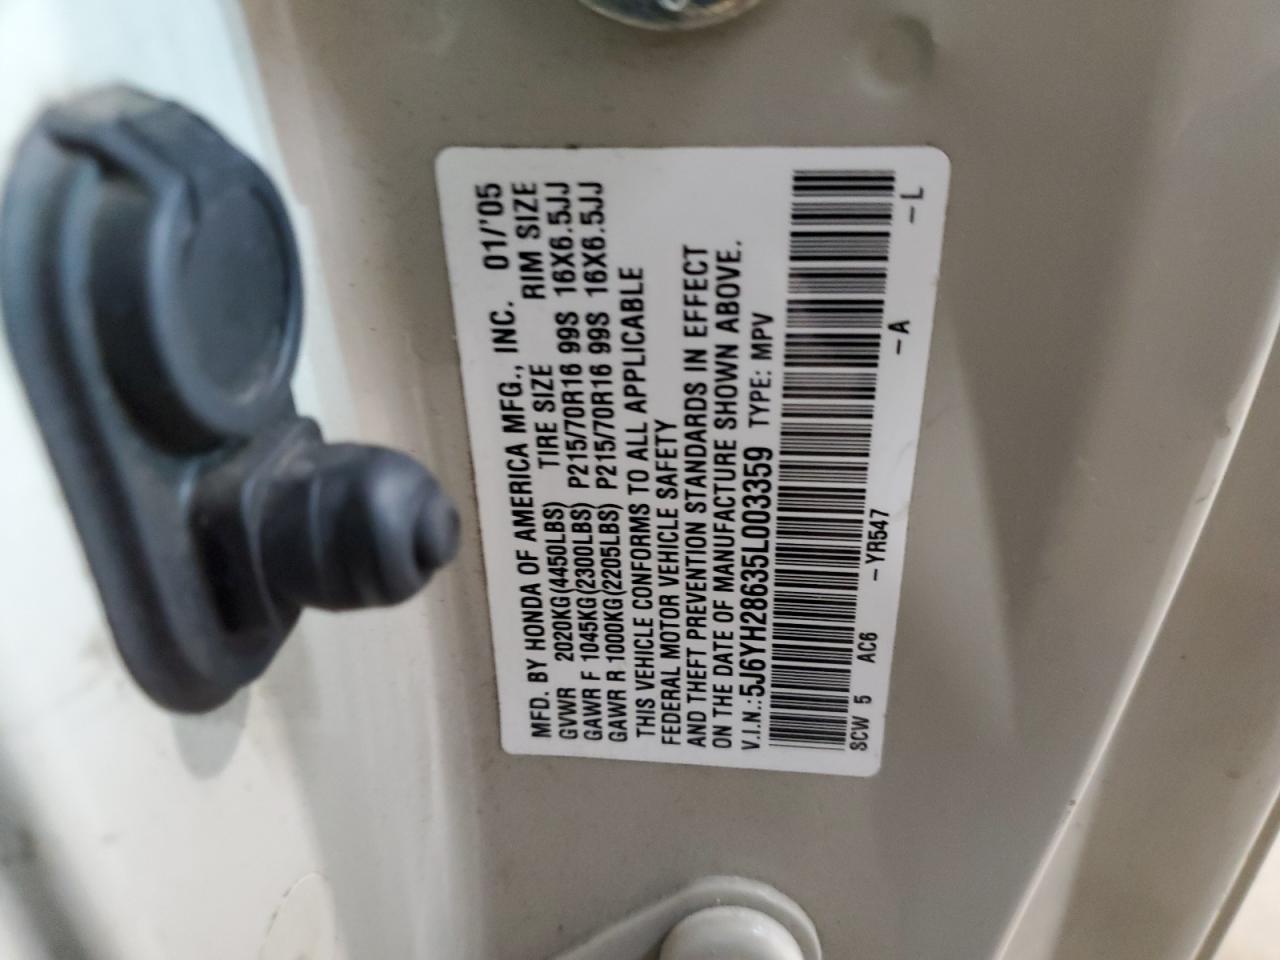 MFD. BY HONDA OF AMERICA MFG., INC. 01/'05
GVWR 2020KG(4450LBS) TIRE SIZE RIM SIZE
GAWR F 1045KG(2300LBS) P215/70R16 99S 16X6.5JJ
GAWR R 1000KG(2205LBS) P215/70R16 99S 16X6.5JJ
THIS VEHICLE CONFORMS TO ALL APPLICABLE
FEDERAL MOTOR VEHICLE SAFETY
AND THEFT PREVENTION STANDARDS IN EFFECT
ON THE DATE OF MANUFACTURE SHOWN ABOVE.
V.I.N.:5J6YH28635L003359 TYPE: MPV
SCW 5 AC6 -YR547 -A -L